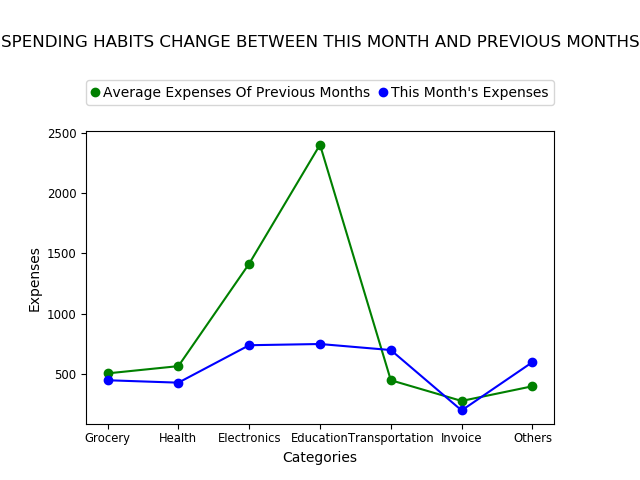 SPENDING HABITS CHANGE BETWEEN THIS MONTH AND PREVIOUS MONTHS
Average Expenses Of Previous Months This Month's Expenses
2500
2000
1500
1000
500
Expenses
Grocery Health Electronics Education Transportation Invoice Others
Categories